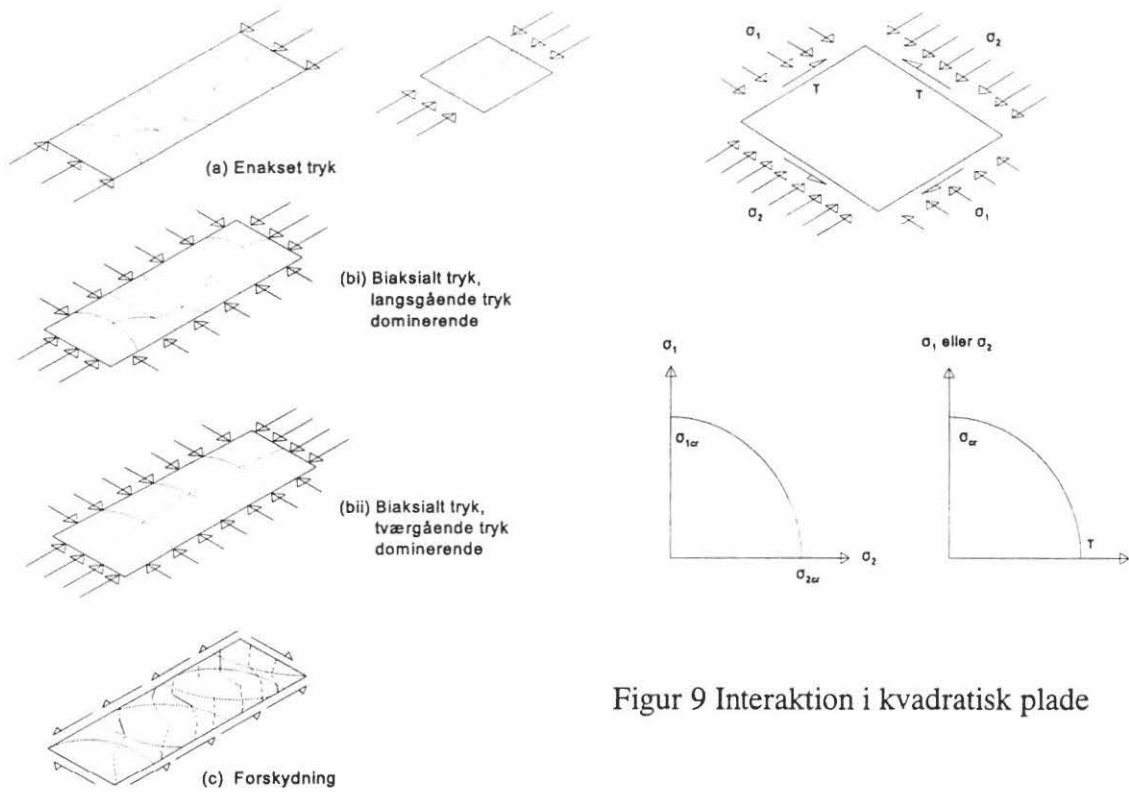 (a) Enakset tryk
(bi) Biaksialt tryk,
langsgående tryk
dominerende
(bii) Biaksialt tryk,
tværgående tryk
dominerende
(c) Forskydning
σ₁
σ₂
T
T
σ₂
σ₁
σ₁
σ₁cr
σ₂
σ₂cr
σ₁ eller σ₂
σcr
T
Figur 9 Interaktion i kvadratisk plade